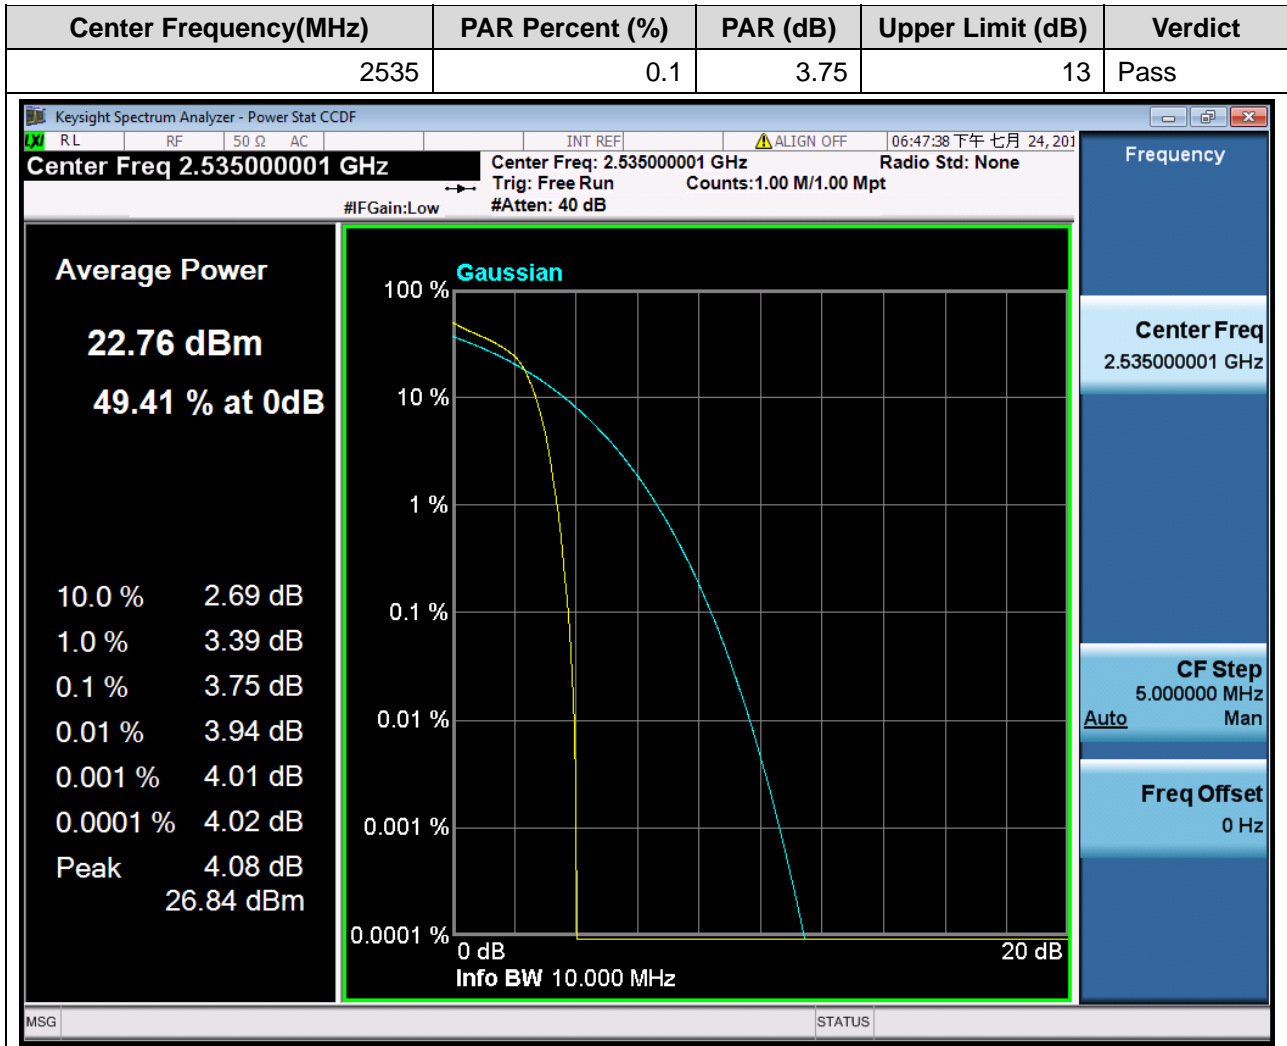 Center Frequency(MHz) PAR Percent (%) PAR (dB) Upper Limit (dB) Verdict
2535 0.1 3.75 13 Pass
Keysight Spectrum Analyzer - Power Stat CCDF
LXI RL RF 50 Ω AC INT REF ALIGN OFF 06:47:38 下午 七月 24, 201
Center Freq 2.535000001 GHz
Center Freq: 2.535000001 GHz Radio Std: None
Trig: Free Run Counts:1.00 M/1.00 Mpt
#IFGain:Low #Atten: 40 dB
Average Power
22.76 dBm
49.41 % at 0dB
10.0 % 2.69 dB
1.0 % 3.39 dB
0.1 % 3.75 dB
0.01 % 3.94 dB
0.001 % 4.01 dB
0.0001 % 4.02 dB
Peak 4.08 dB
26.84 dBm
Gaussian
100 %
10 %
1 %
0.1 %
0.01 %
0.001 %
0.0001 %
0 dB 20 dB
Info BW 10.000 MHz
Frequency
Center Freq
2.535000001 GHz
CF Step
5.000000 MHz
Auto Man
Freq Offset
0 Hz
MSG STATUS